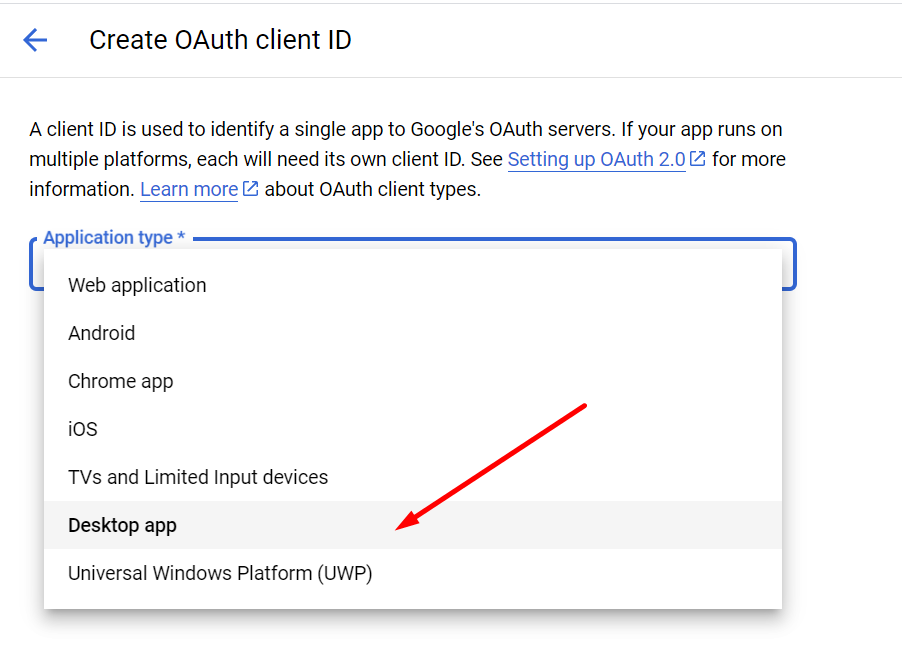 Create OAuth client ID
A client ID is used to identify a single app to Google's OAuth servers. If your app runs on
multiple platforms, each will need its own client ID. See Setting up OAuth 2.0 for more
information. Learn more about OAuth client types.
Application type *
Web application
Android
Chrome app
iOS
TVs and Limited Input devices
Desktop app
Universal Windows Platform (UWP)